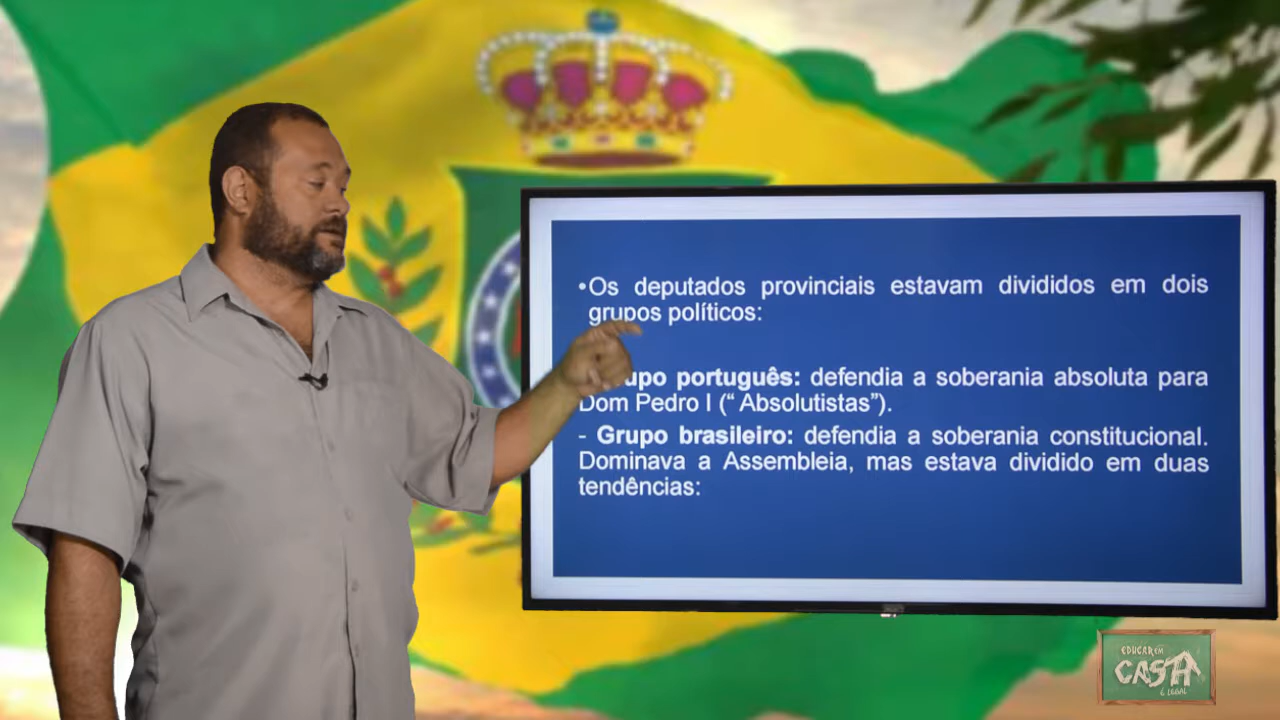 •Os deputados provinciais estavam divididos em dois
grupos políticos:
upo português: defendia a soberania absoluta para
Dom Pedro I (“ Absolutistas”).
- Grupo brasileiro: defendia a soberania constitucional.
Dominava a Assembleia, mas estava dividido em duas
tendências:
EDUCAR EM
CASA
É LEGAL